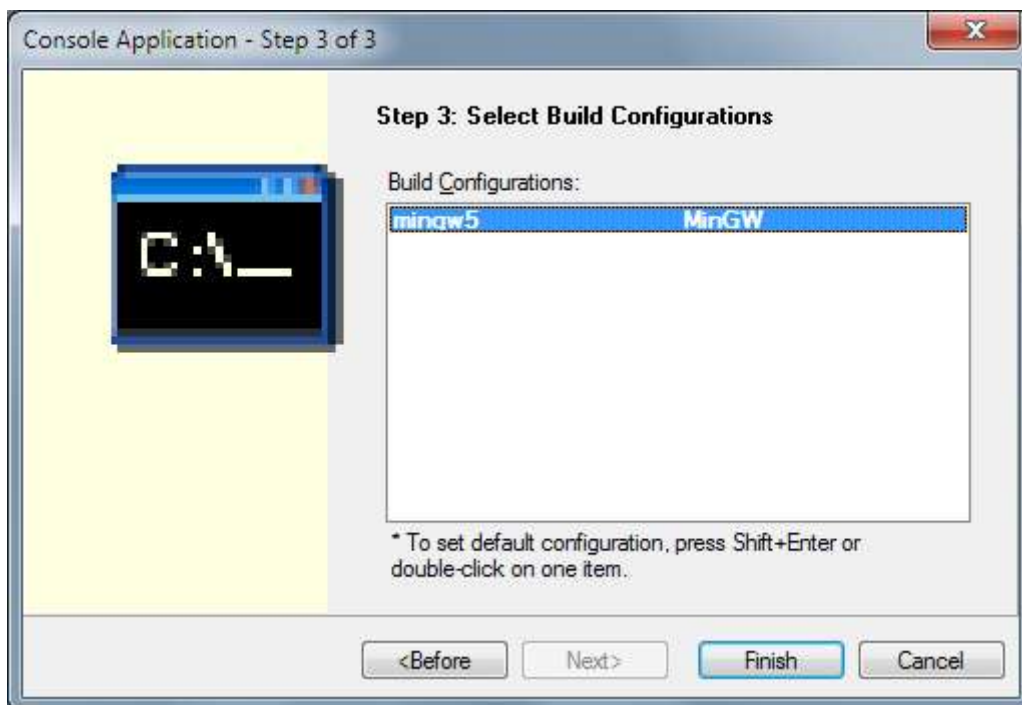 Console Application - Step 3 of 3
Step 3: Select Build Configurations
Build Configurations:
mingw5 MinGW
C:\_
* To set default configuration, press Shift+Enter or
double-click on one item.
<Before Next> Finish Cancel